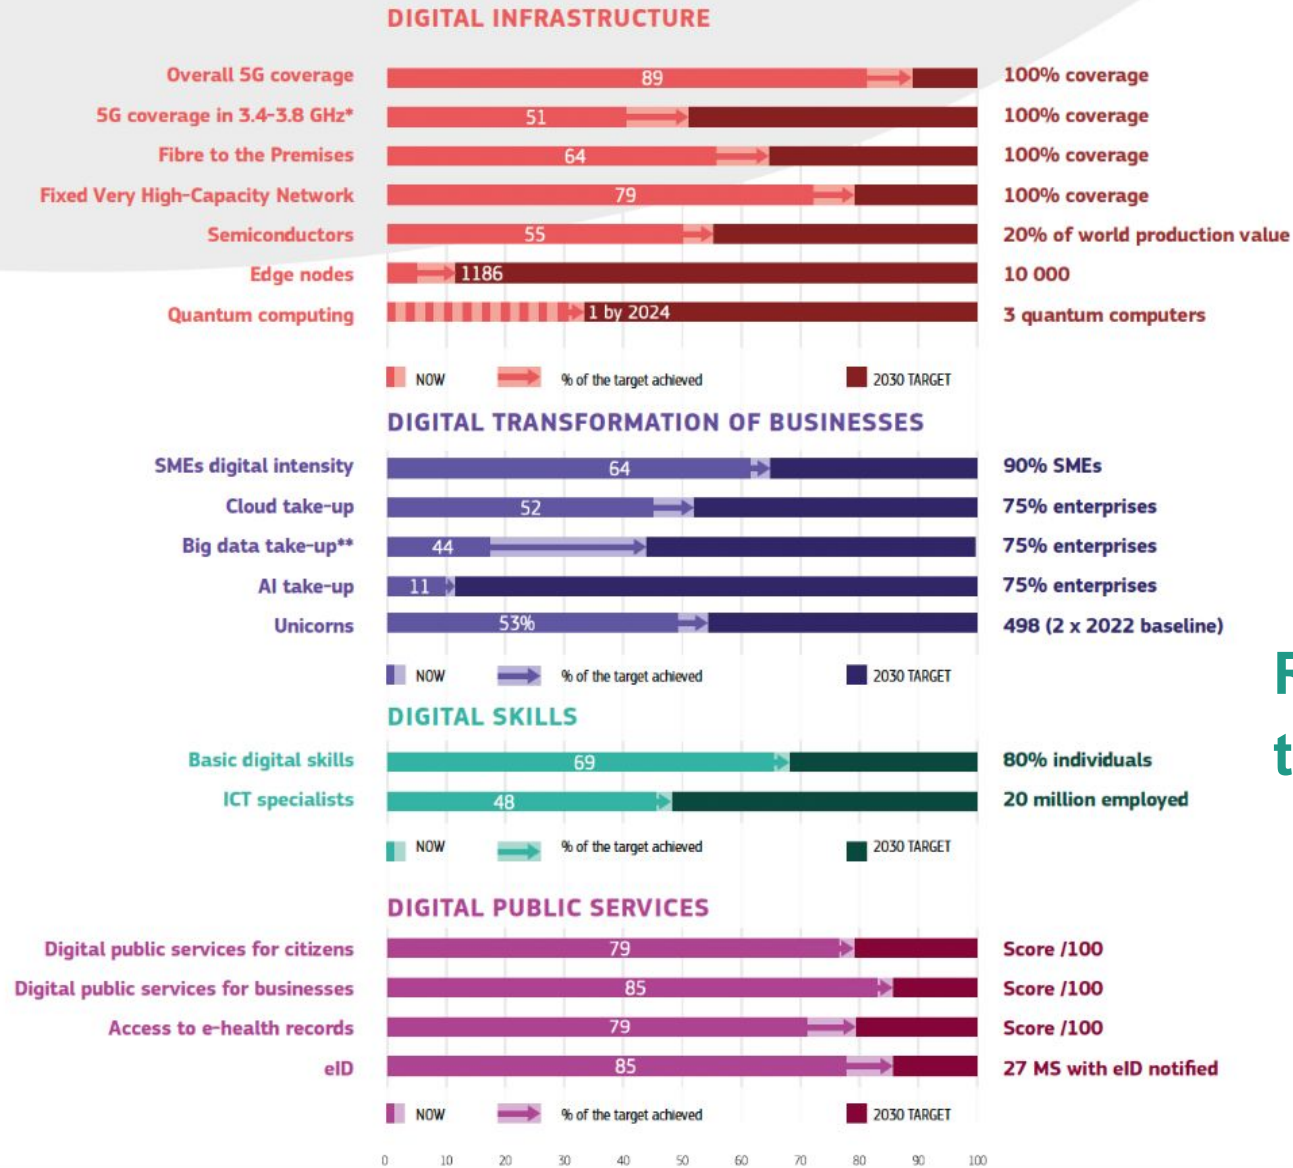 DIGITAL INFRASTRUCTURE
Overall 5G coverage 89 100% coverage
5G coverage in 3.4-3.8 GHz* 51 100% coverage
Fibre to the Premises 64 100% coverage
Fixed Very High-Capacity Network 79 100% coverage
Semiconductors 55 20% of world production value
Edge nodes 1186 10 000
Quantum computing 1 by 2024 3 quantum computers
NOW % of the target achieved 2030 TARGET
DIGITAL TRANSFORMATION OF BUSINESSES
SMEs digital intensity 64 90% SMEs
Cloud take-up 52 75% enterprises
Big data take-up** 44 75% enterprises
AI take-up 11 75% enterprises
Unicorns 53% 498 (2 x 2022 baseline)
NOW % of the target achieved 2030 TARGET
DIGITAL SKILLS
Basic digital skills 69 80% individuals
ICT specialists 48 20 million employed
NOW % of the target achieved 2030 TARGET
DIGITAL PUBLIC SERVICES
Digital public services for citizens 79 Score /100
Digital public services for businesses 85 Score /100
Access to e-health records 79 Score /100
eID 85 27 MS with eID notified
NOW % of the target achieved 2030 TARGET
0 10 20 30 40 50 60 70 80 90 100